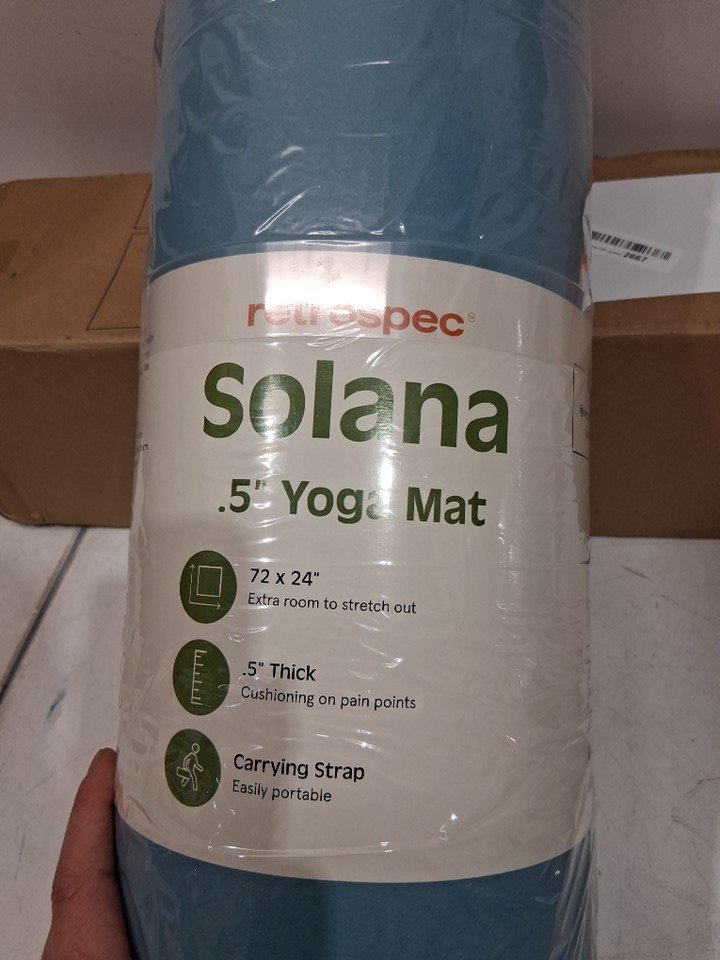 retrospec
Solana
.5" Yoga Mat
72 x 24"
Extra room to stretch out
.5" Thick
Cushioning on pain points
Carrying Strap
Easily portable
2667